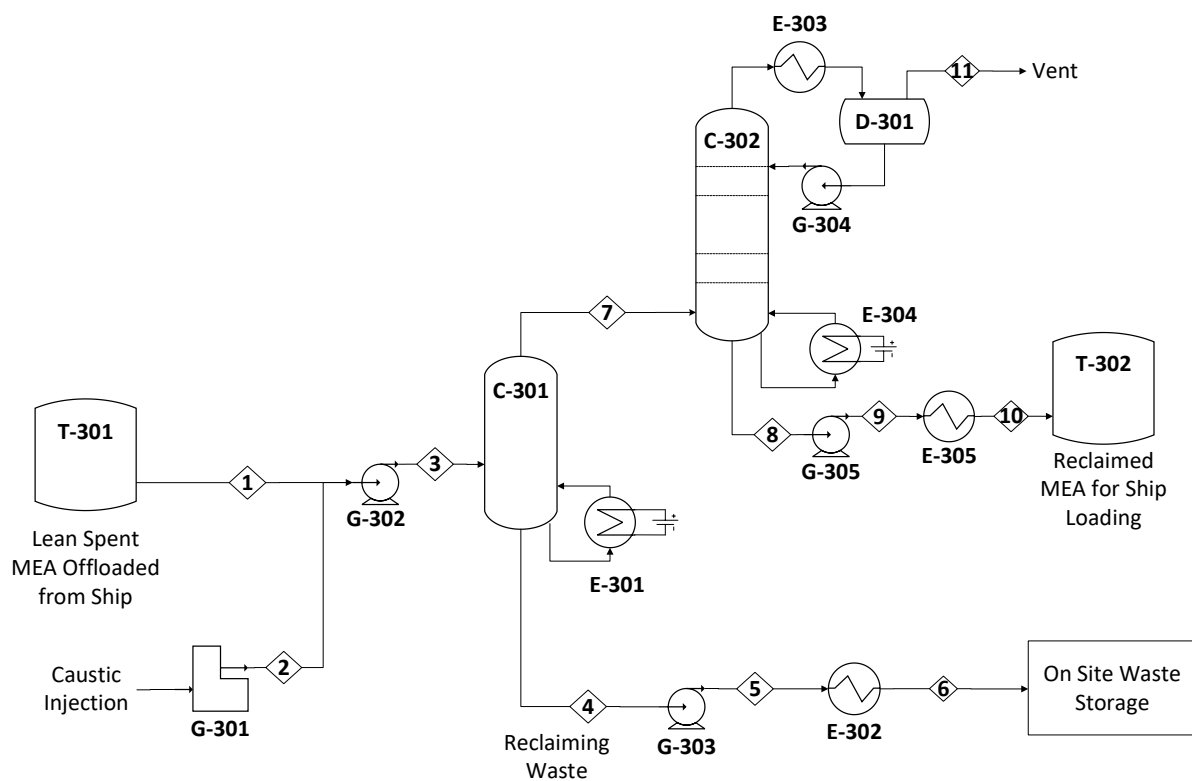 E-303
11
Vent
D-301
C-302
G-304
7
E-304
C-301
T-302
T-301
3
8
9
10
1
G-305
E-305
G-302
Reclaimed
MEA for Ship
Loading
Lean Spent
MEA Offloaded
from Ship
E-301
2
Caustic
Injection
G-301
4
5
6
On Site Waste
Storage
Reclaiming
Waste
G-303
E-302